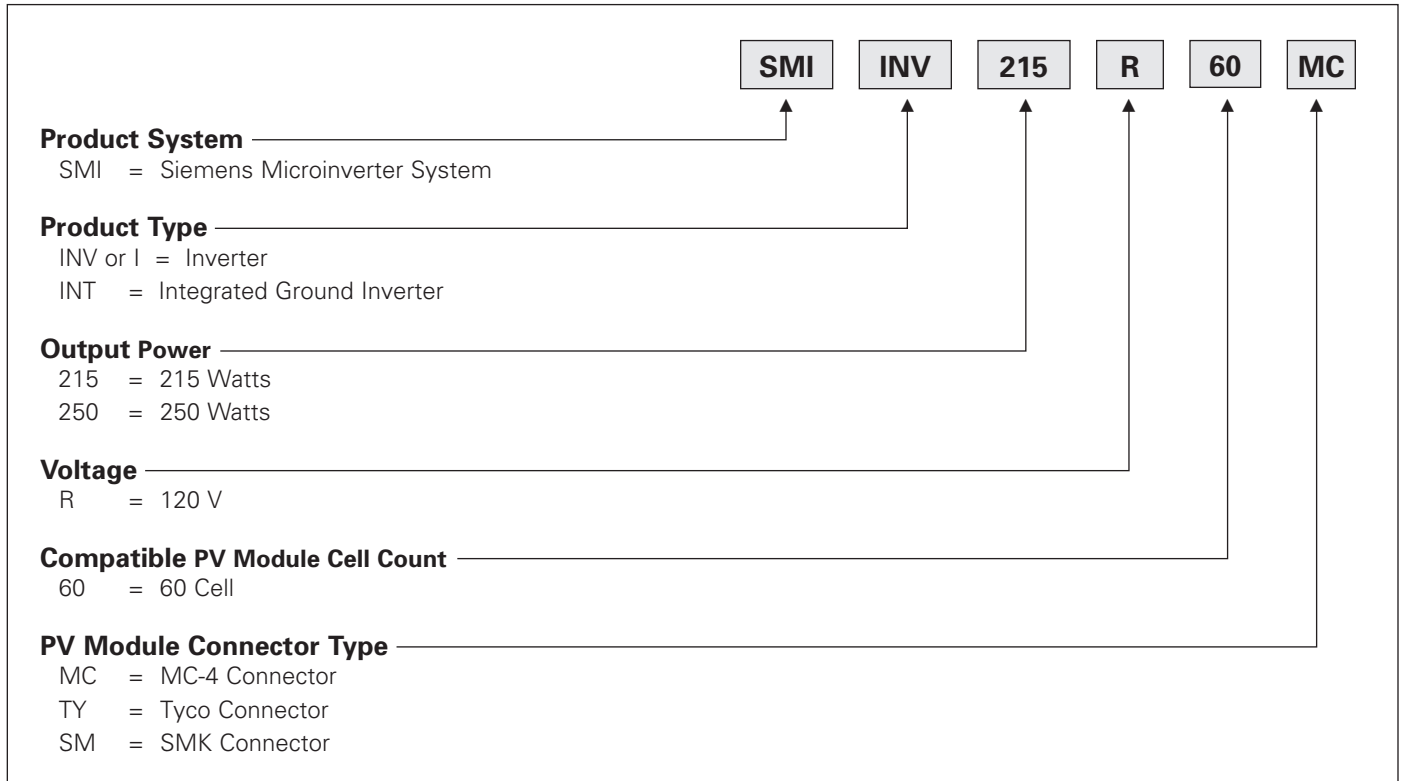 SMI INV 215 R 60 MC
Product System
SMI = Siemens Microinverter System
Product Type
INV or I = Inverter
INT = Integrated Ground Inverter
Output Power
215 = 215 Watts
250 = 250 Watts
Voltage
R = 120 V
Compatible PV Module Cell Count
60 = 60 Cell
PV Module Connector Type
MC = MC-4 Connector
TY = Tyco Connector
SM = SMK Connector